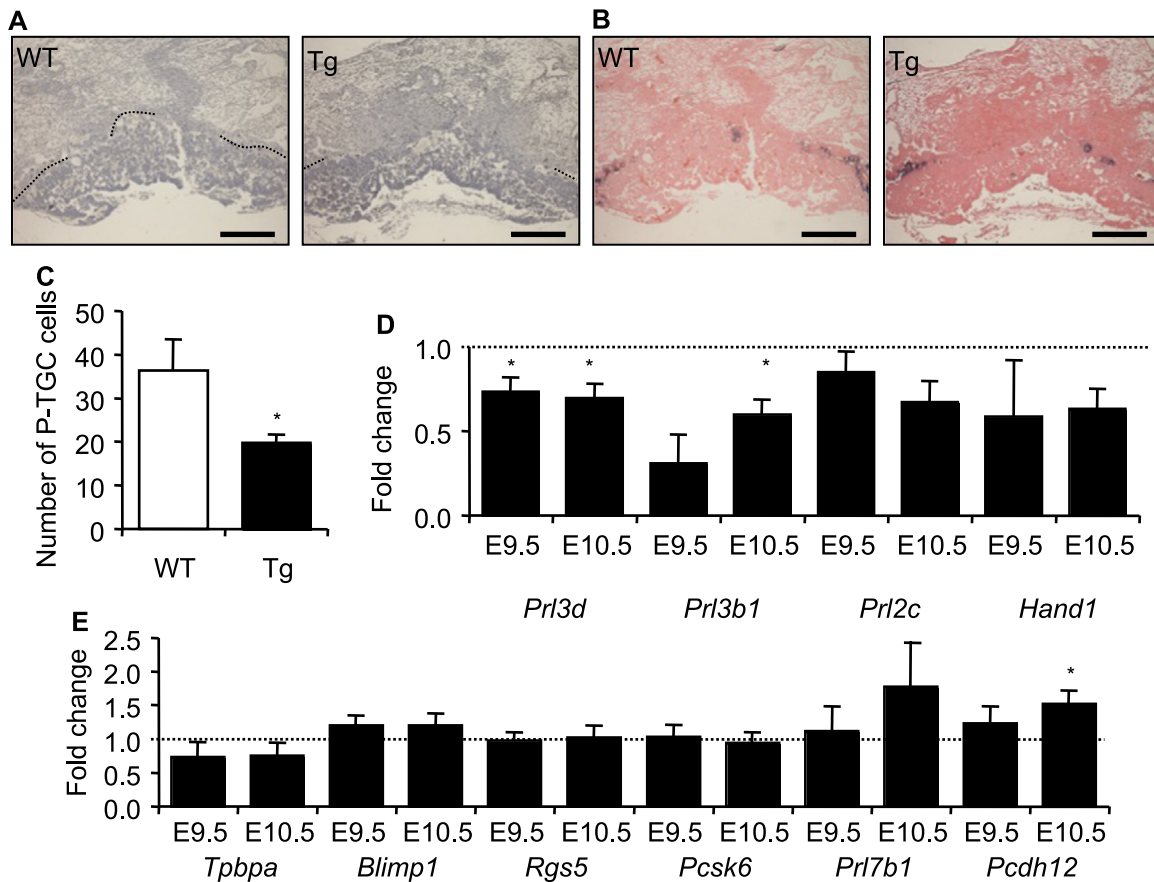 A
B
WT
Tg
WT
Tg
C
Number of P-TGC cells
50
40
30
20
10
0
*
WT
Tg
D
Fold change
1.0
0.5
0.0
* * *
E9.5 E10.5 E9.5 E10.5 E9.5 E10.5 E9.5 E10.5
Prl3d Prl3b1 Prl2c Hand1
E
Fold change
2.5
2.0
1.5
1.0
0.5
0.0
*
E9.5 E10.5 E9.5 E10.5 E9.5 E10.5 E9.5 E10.5 E9.5 E10.5 E9.5 E10.5
Tpbpa Blimp1 Rgs5 Pcsk6 Prl7b1 Pcdh12